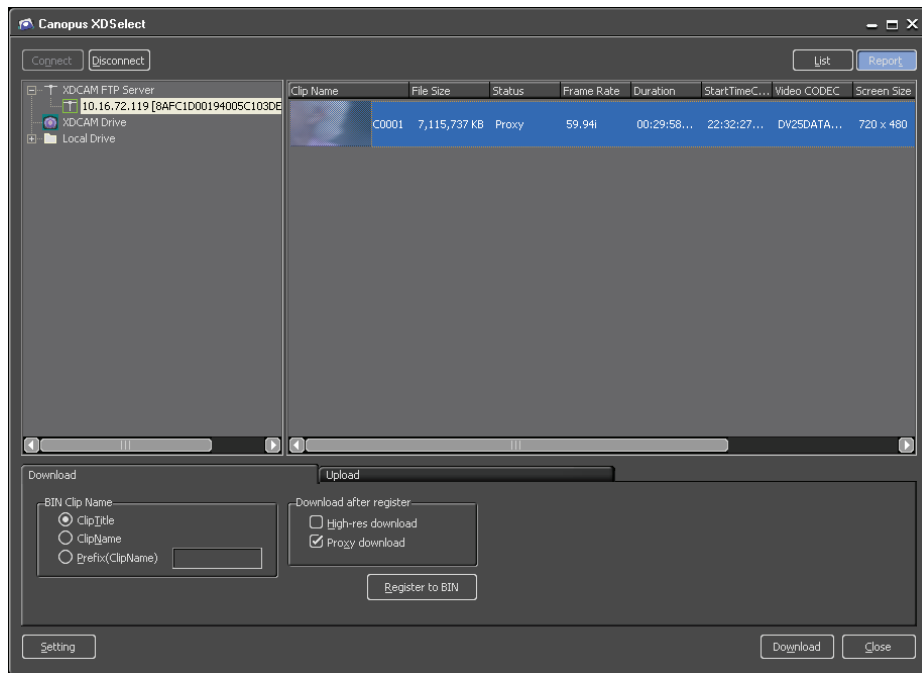 Canopus XDSelect
Connect Disconnect List Report
XDCAM FTP Server
10.16.72.119 [8AFC1D00194005C103DE
XDCAM Drive
Local Drive
Clip Name File Size Status Frame Rate Duration StartTimeC... Video CODEC Screen Size
C0001 7,115,737 KB Proxy 59.94i 00:29:58... 22:32:27... DV25DATA... 720 x 480
Download Upload
BIN Clip Name
ClipTitle
ClipName
Prefix(ClipName)
Download after register
High-res download
Proxy download
Register to BIN
Setting Download Close